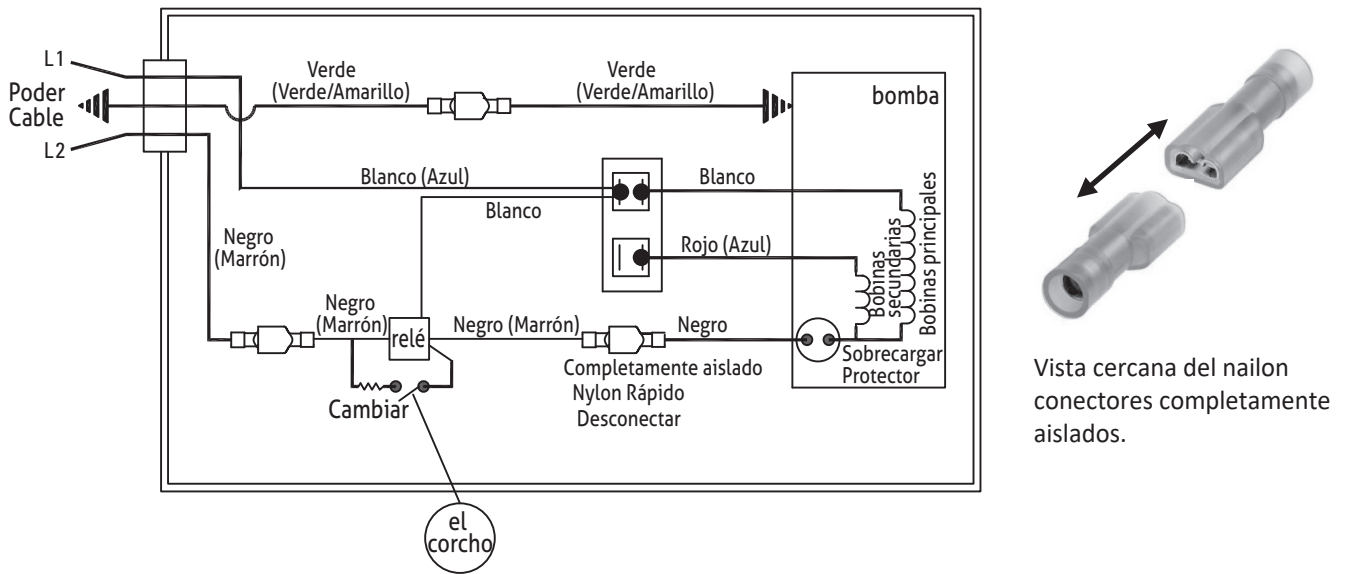 L1
Poder
Cable
L2
Verde
(Verde/Amarillo)
Verde
(Verde/Amarillo)
bomba
Blanco (Azul)
Blanco
Blanco
Negro
(Marrón)
Rojo (Azul)
Bobinas
secundarias
Bobinas principales
Negro
(Marrón)
relé
Negro (Marrón)
Negro
Completamente aislado
Nylon Rápido
Desconectar
Sobrecargar
Protector
Cambiar
el
corcho
Vista cercana del nailon
conectores completamente
aislados.